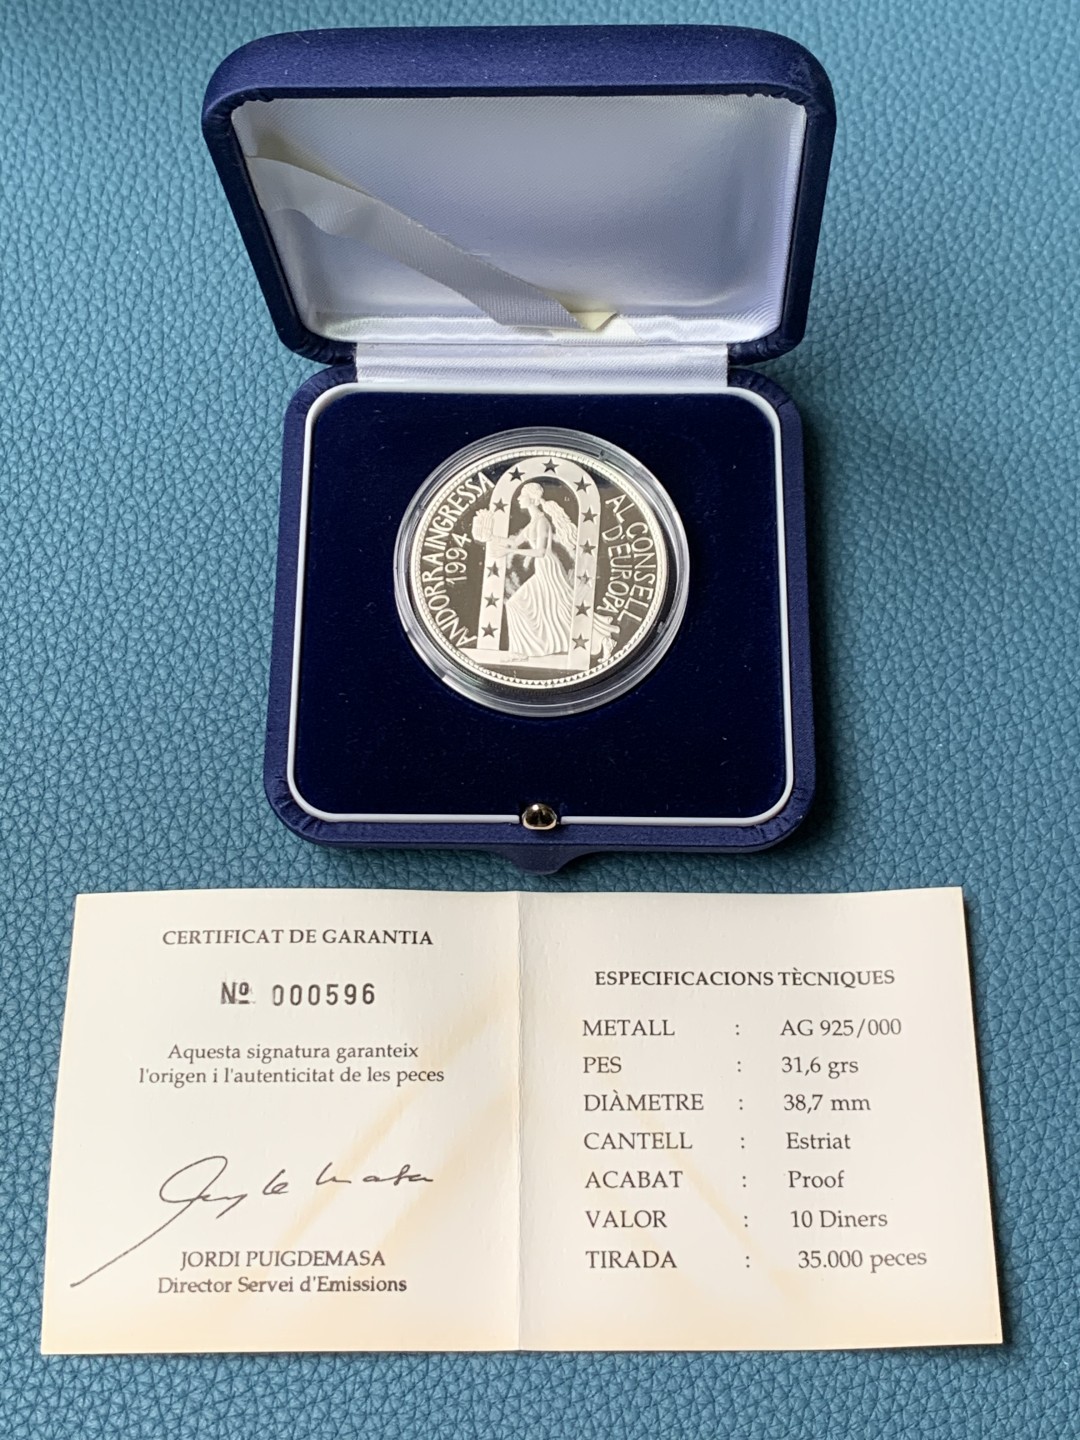 ANDORRA INGRESSA
1994
AL CONSELL
D'EUROPA
CERTIFICAT DE GARANTIA
Nº 000596
Aquesta signatura garanteix
l'origen i l'autenticitat de les peces
JORDI PUIGDEMASA
Director Servei d'Emissions
ESPECIFICACIONS TÈCNIQUES
METALL : AG 925/000
PES : 31,6 grs
DIÀMETRE : 38,7 mm
CANTELL : Estriat
ACABAT : Proof
VALOR : 10 Diners
TIRADA : 35.000 peces